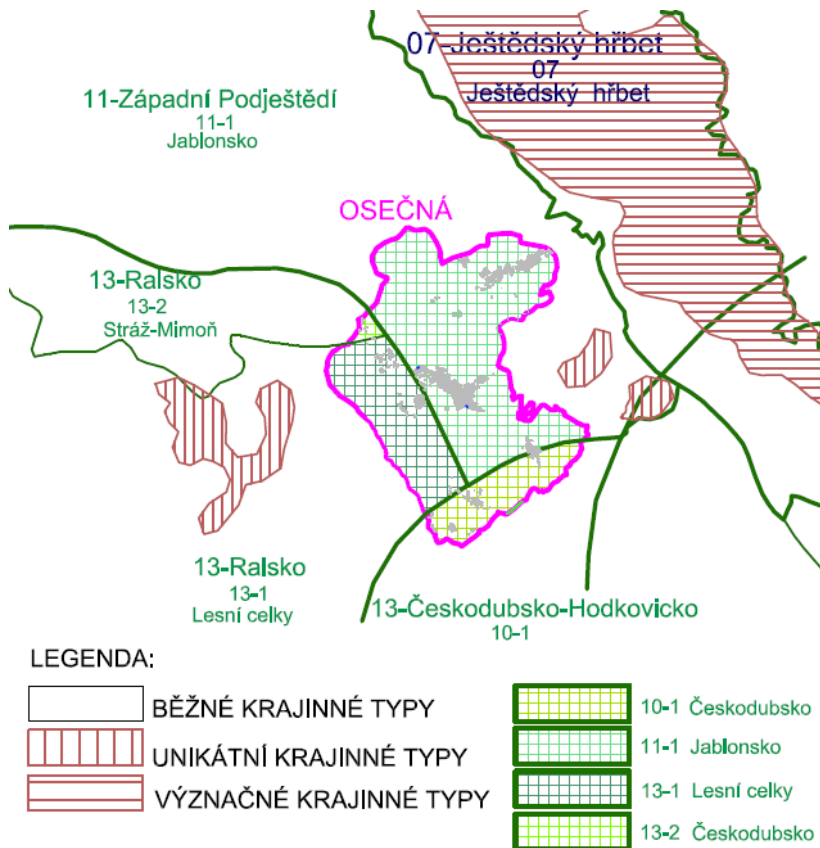 07-Ještědský hřbet
07
Ještědský hřbet
11-Západní Podještědí
11-1
Jablonsko
OSEČNÁ
13-Ralsko
13-2
Stráž-Mimoň
13-Ralsko
13-1
Lesní celky
13-Českodubsko-Hodkovicko
10-1
LEGENDA:
BĚŽNÉ KRAJINNÉ TYPY
UNIKÁTNÍ KRAJINNÉ TYPY
VÝZNAČNÉ KRAJINNÉ TYPY
10-1 Českodubsko
11-1 Jablonsko
13-1 Lesní celky
13-2 Českodubsko